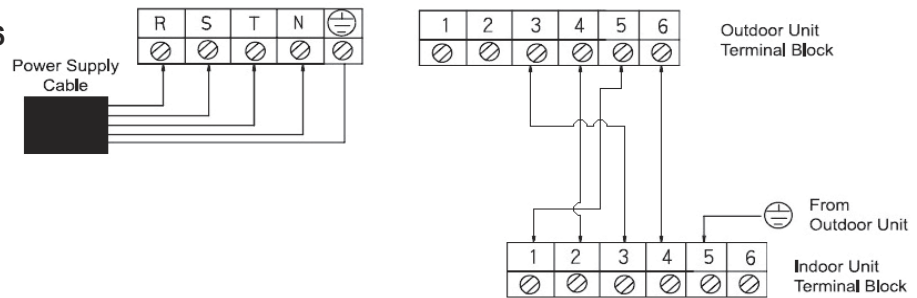 6
R S T N
Power Supply
Cable
1 2 3 4 5 6
Outdoor Unit
Terminal Block
From
Outdoor Unit
1 2 3 4 5 6
Indoor Unit
Terminal Block